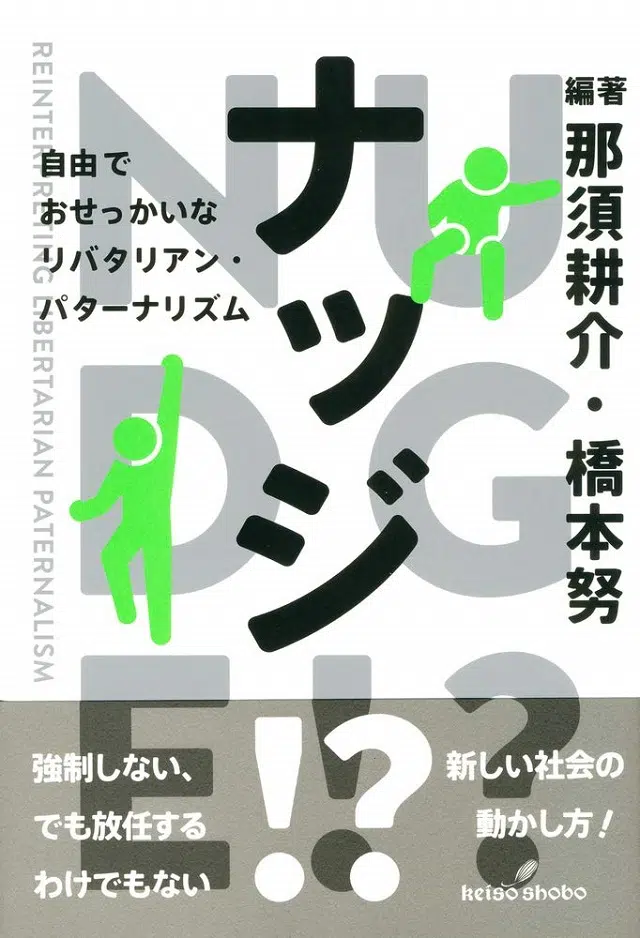 ナッジ!?
NUDGE!?
自由で
おせっかいな
リバタリアン・
パターナリズム
REINTERPRETING LIBERTARIAN PATERNALISM
編著
那須耕介・橋本努
強制しない、
でも放任する
わけでもない
新しい社会の
動かし方!
keiso shobo